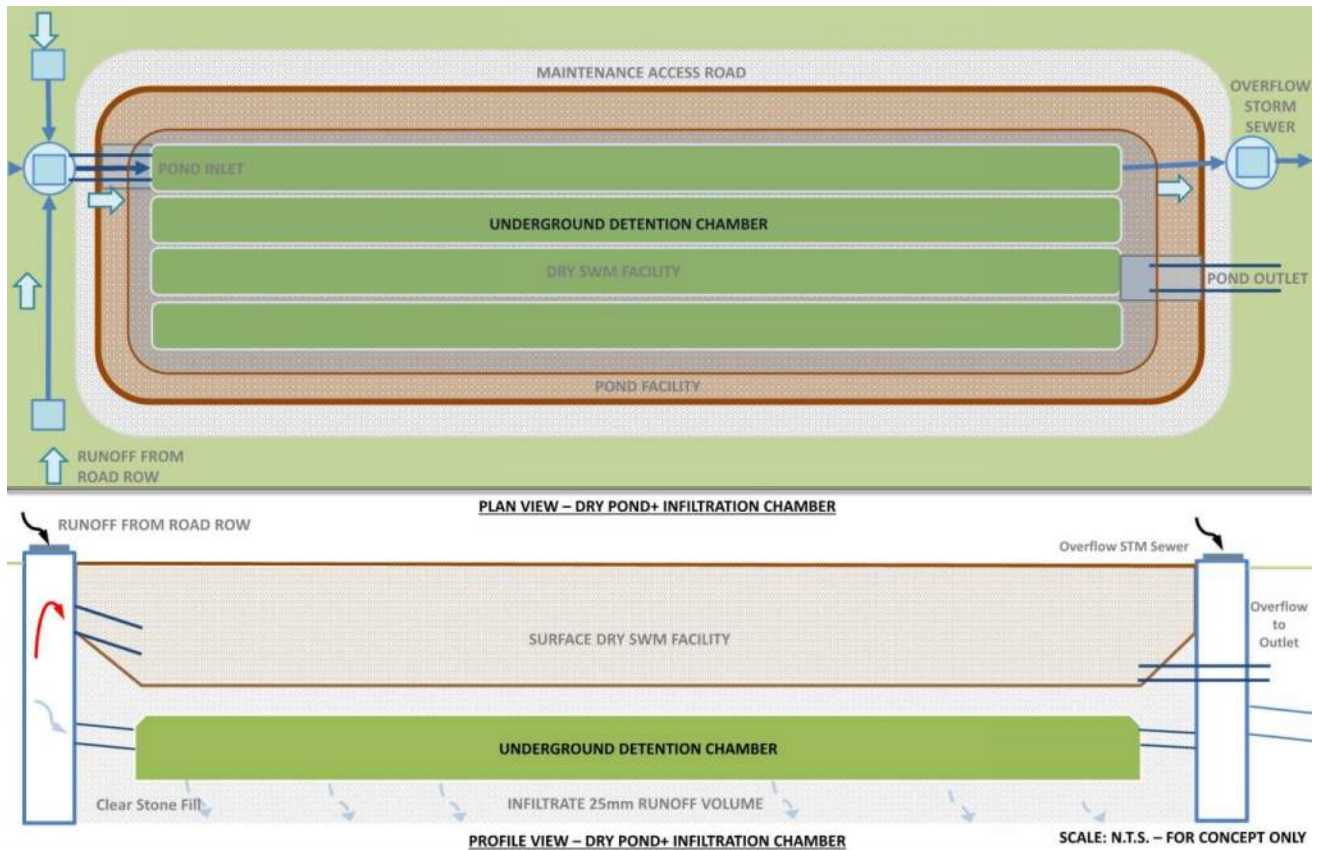 MAINTENANCE ACCESS ROAD
OVERFLOW
STORM
SEWER
POND INLET
UNDERGROUND DETENTION CHAMBER
DRY SWM FACILITY
POND OUTLET
POND FACILITY
RUNOFF FROM
ROAD ROW
PLAN VIEW – DRY POND+ INFILTRATION CHAMBER
RUNOFF FROM ROAD ROW
Overflow STM Sewer
Overflow
to
Outlet
SURFACE DRY SWM FACILITY
UNDERGROUND DETENTION CHAMBER
Clear Stone Fill
INFILTRATE 25mm RUNOFF VOLUME
PROFILE VIEW – DRY POND+ INFILTRATION CHAMBER
SCALE: N.T.S. – FOR CONCEPT ONLY